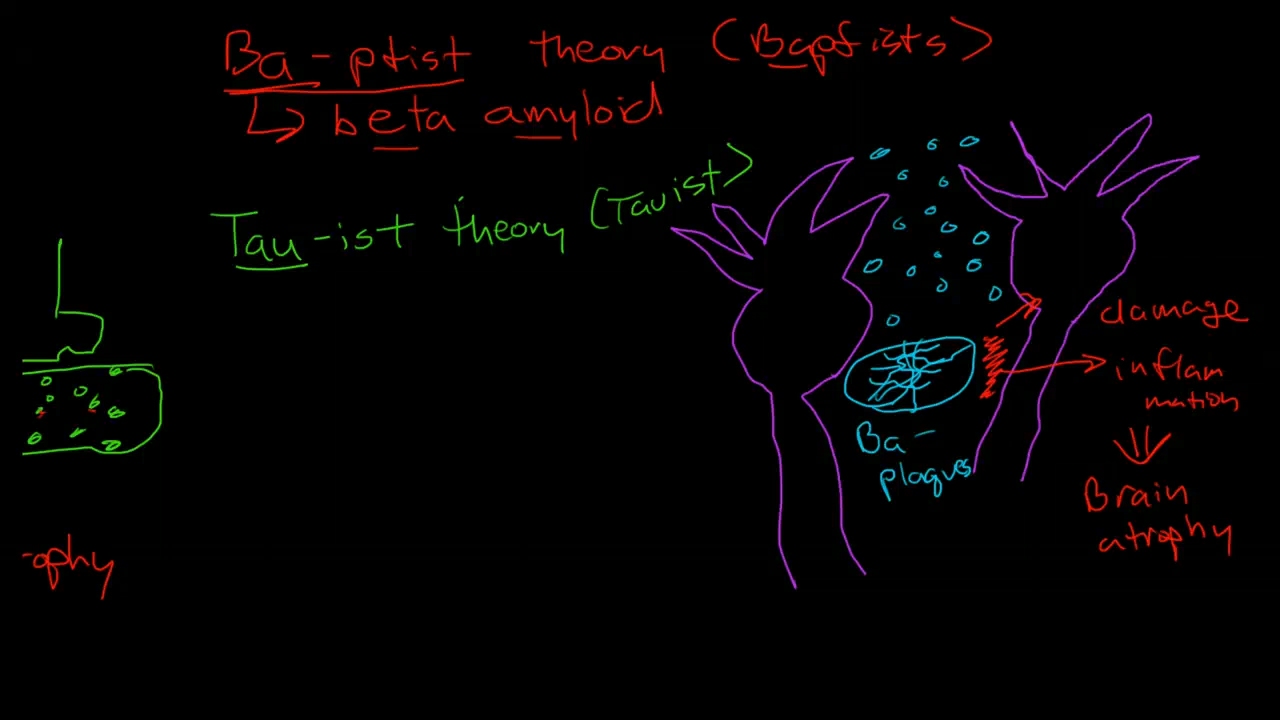 Ba-ptist theory (Baptists)
↳ beta amyloid
Tau-ist theory (Tauist)
damage
inflam
mation
Ba-
plaques
Brain
atrophy
-ophy